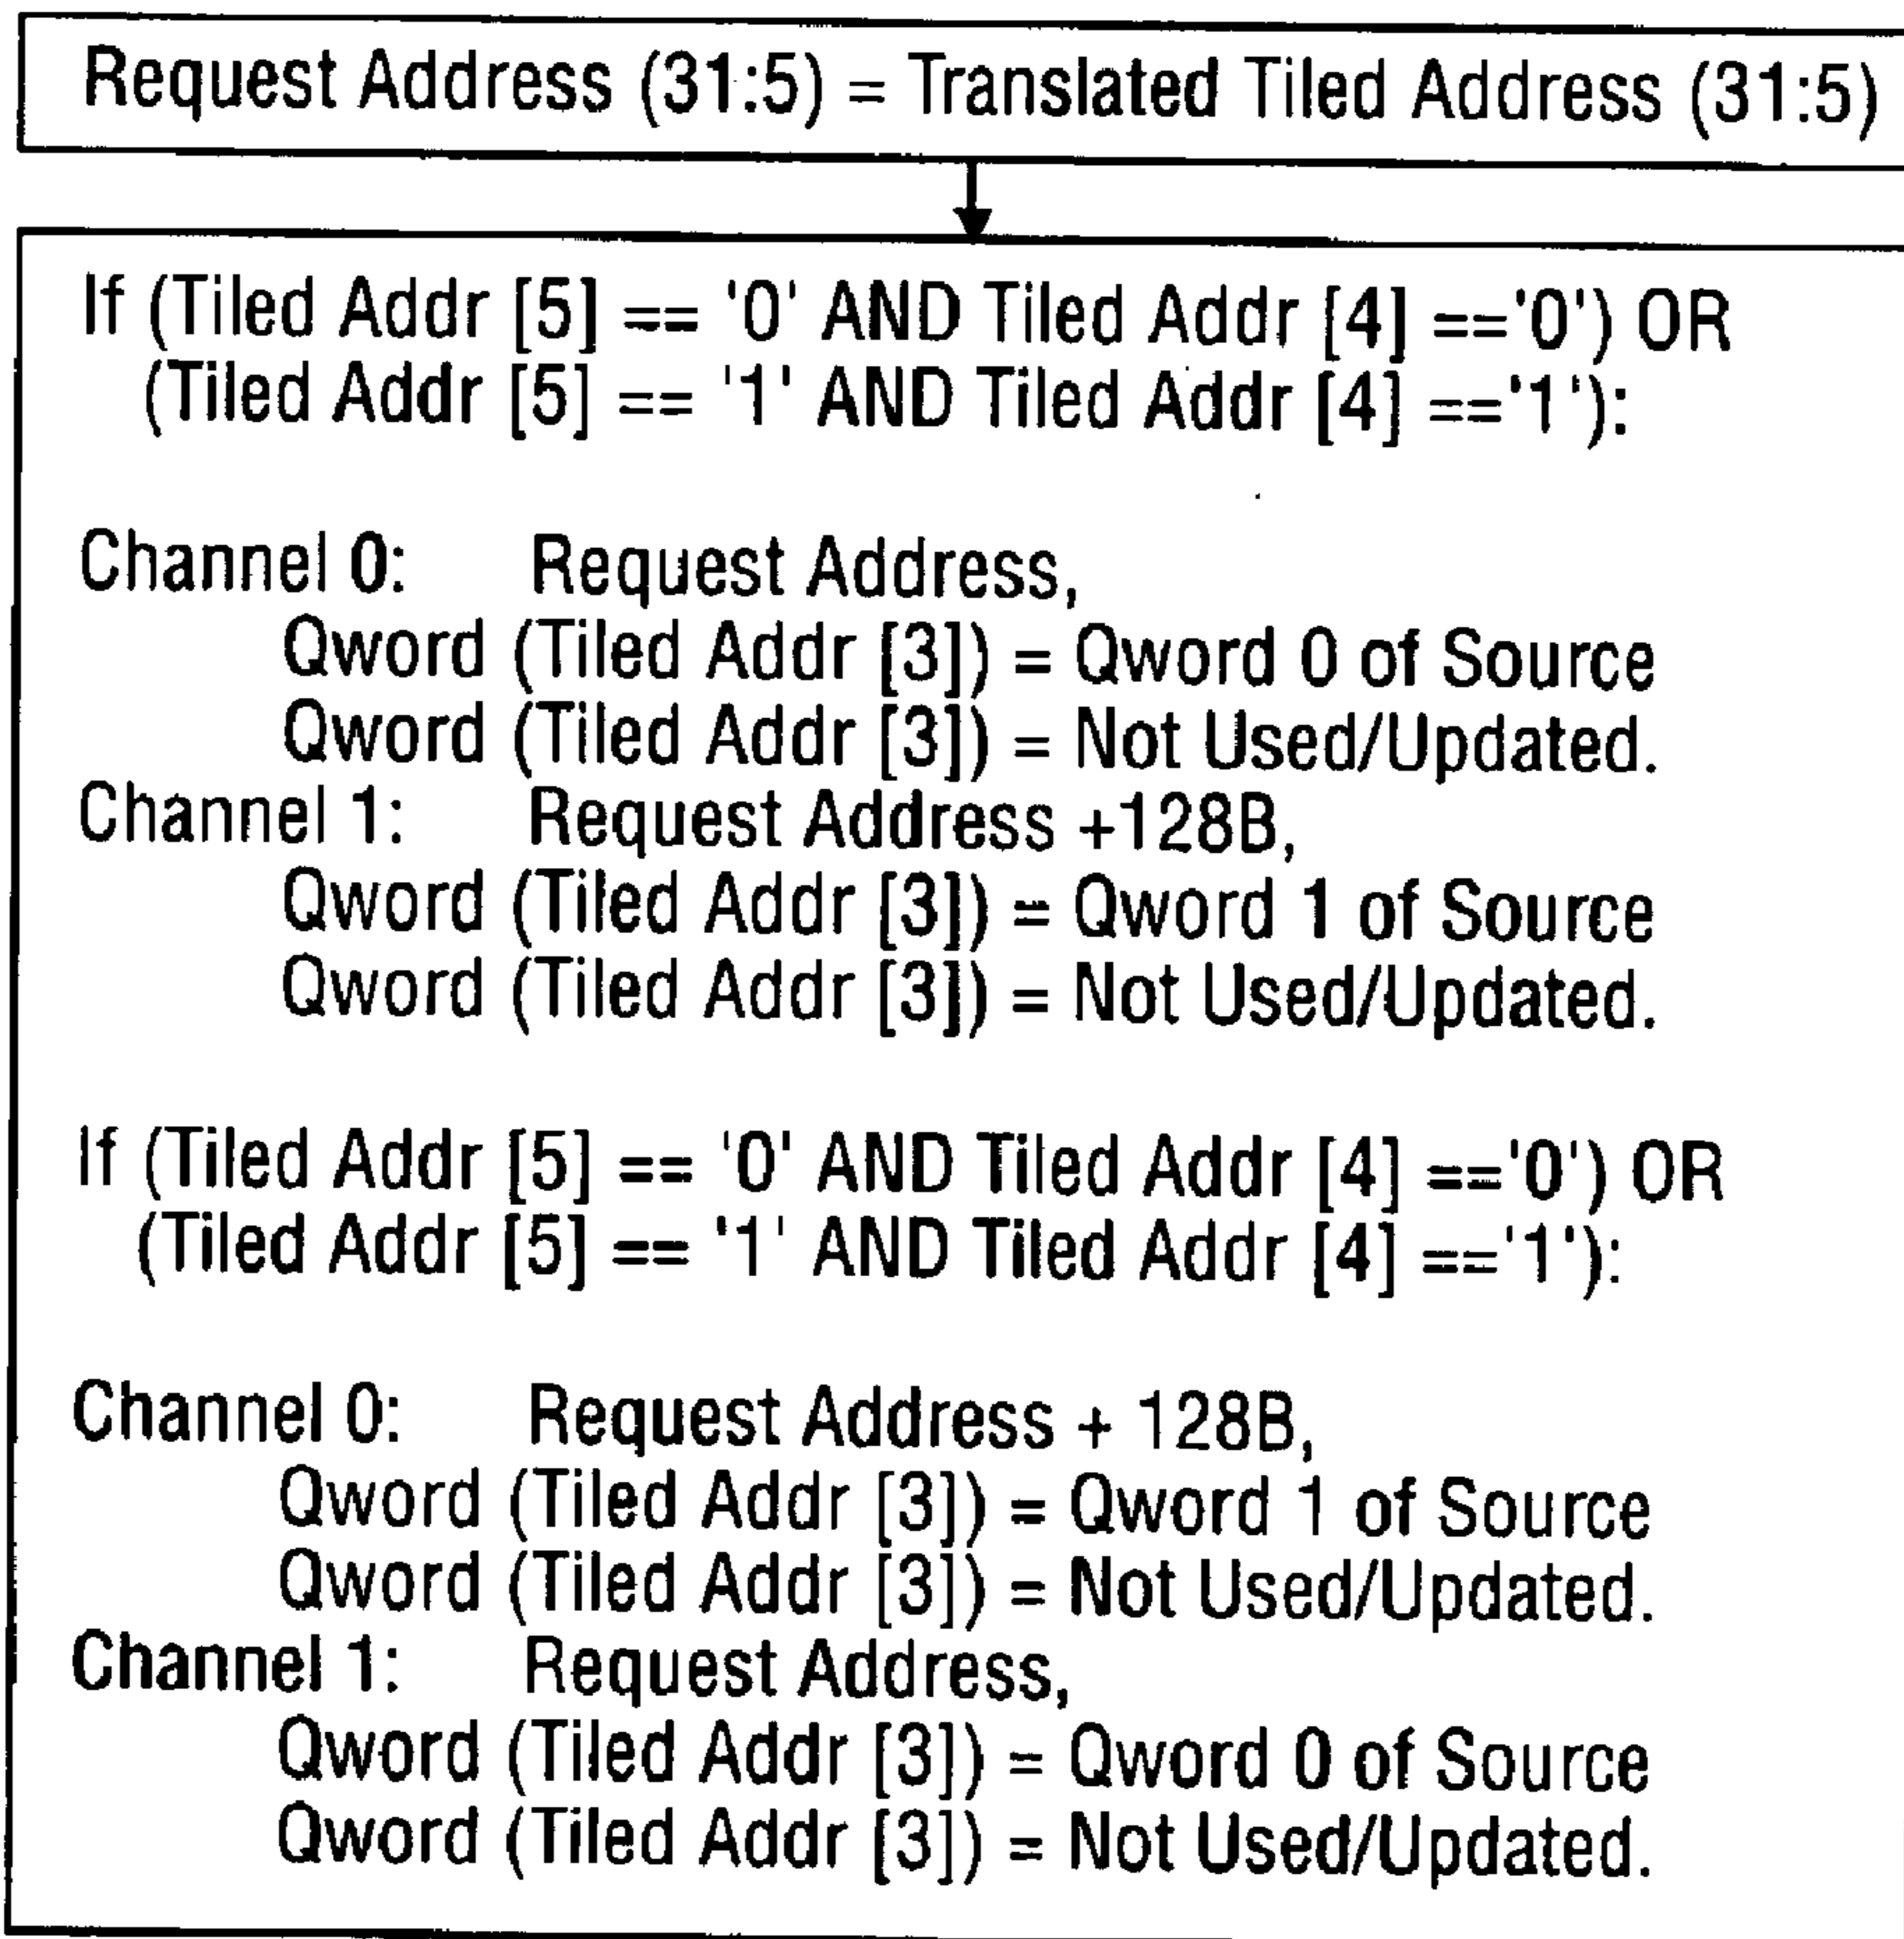 Request Address (31:5) = Translated Tiled Address (31:5)
If (Tiled Addr [5] == '0' AND Tiled Addr [4] =='0') OR
(Tiled Addr [5] == '1' AND Tiled Addr [4] =='1'):
Channel 0: Request Address,
Qword (Tiled Addr [3]) = Qword 0 of Source
Qword (Tiled Addr [3]) = Not Used/Updated.
Channel 1: Request Address +128B,
Qword (Tiled Addr [3]) = Qword 1 of Source
Qword (Tiled Addr [3]) = Not Used/Updated.
If (Tiled Addr [5] == '0' AND Tiled Addr [4] =='0') OR
(Tiled Addr [5] == '1' AND Tiled Addr [4] =='1'):
Channel 0: Request Address + 128B,
Qword (Tiled Addr [3]) = Qword 1 of Source
Qword (Tiled Addr [3]) = Not Used/Updated.
Channel 1: Request Address,
Qword (Tiled Addr [3]) = Qword 0 of Source
Qword (Tiled Addr [3]) = Not Used/Updated.